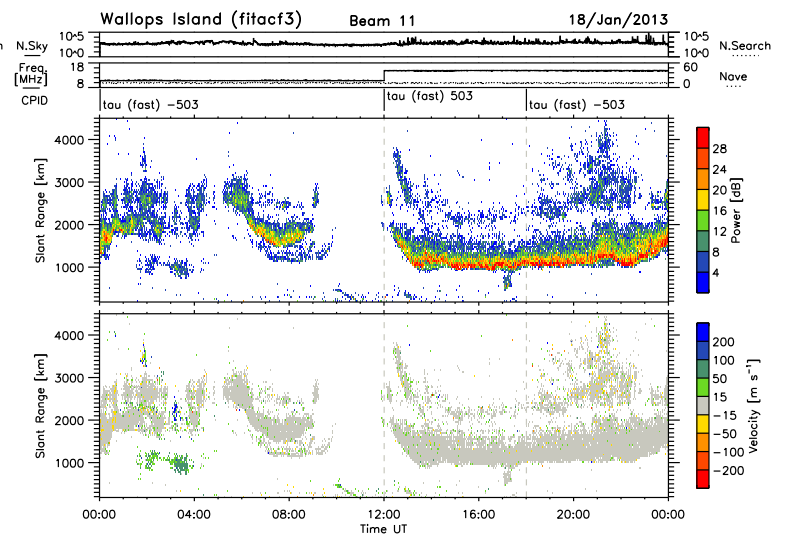 Wallops Island (fitacf3) Beam 11 18/Jan/2013
n N.Sky 10^5 10^0 10^5 10^0 N.Search
Freq. [MHz] 18 8 60 0 Nave
CPID tau (fast) -503 tau (fast) 503 tau (fast) -503
Slant Range [km] 4000 3000 2000 1000
28 24 20 16 12 8 4 Power [dB]
Slant Range [km] 4000 3000 2000 1000
200 100 50 15 -15 -50 -100 -200 Velocity [m s⁻¹]
00:00 04:00 08:00 12:00 16:00 20:00 00:00
Time UT